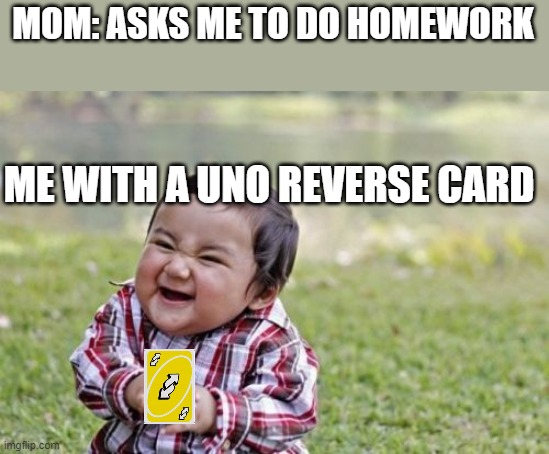 MOM: ASKS ME TO DO HOMEWORK
ME WITH A UNO REVERSE CARD
imgflip.com